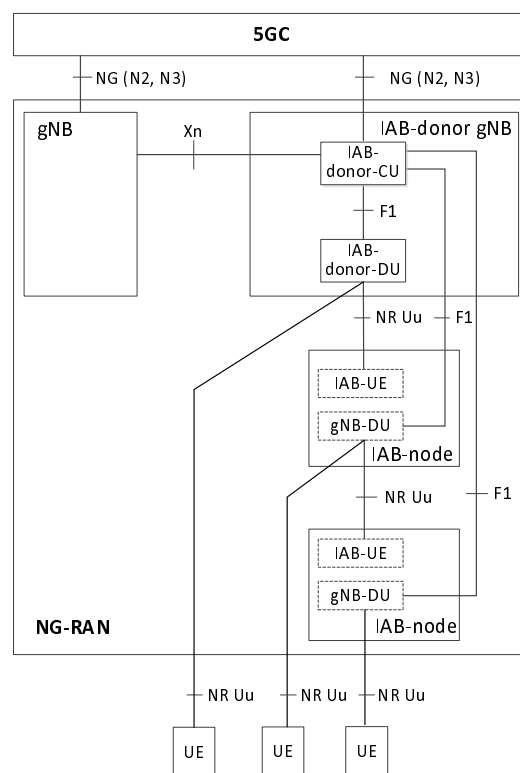 5GC
NG (N2, N3)
NG (N2, N3)
gNB
Xn
IAB-donor gNB
IAB-
donor-CU
F1
IAB-
donor-DU
NR Uu
F1
IAB-UE
gNB-DU
IAB-node
NR Uu
F1
IAB-UE
gNB-DU
IAB-node
NG-RAN
NR Uu
NR Uu
NR Uu
UE
UE
UE